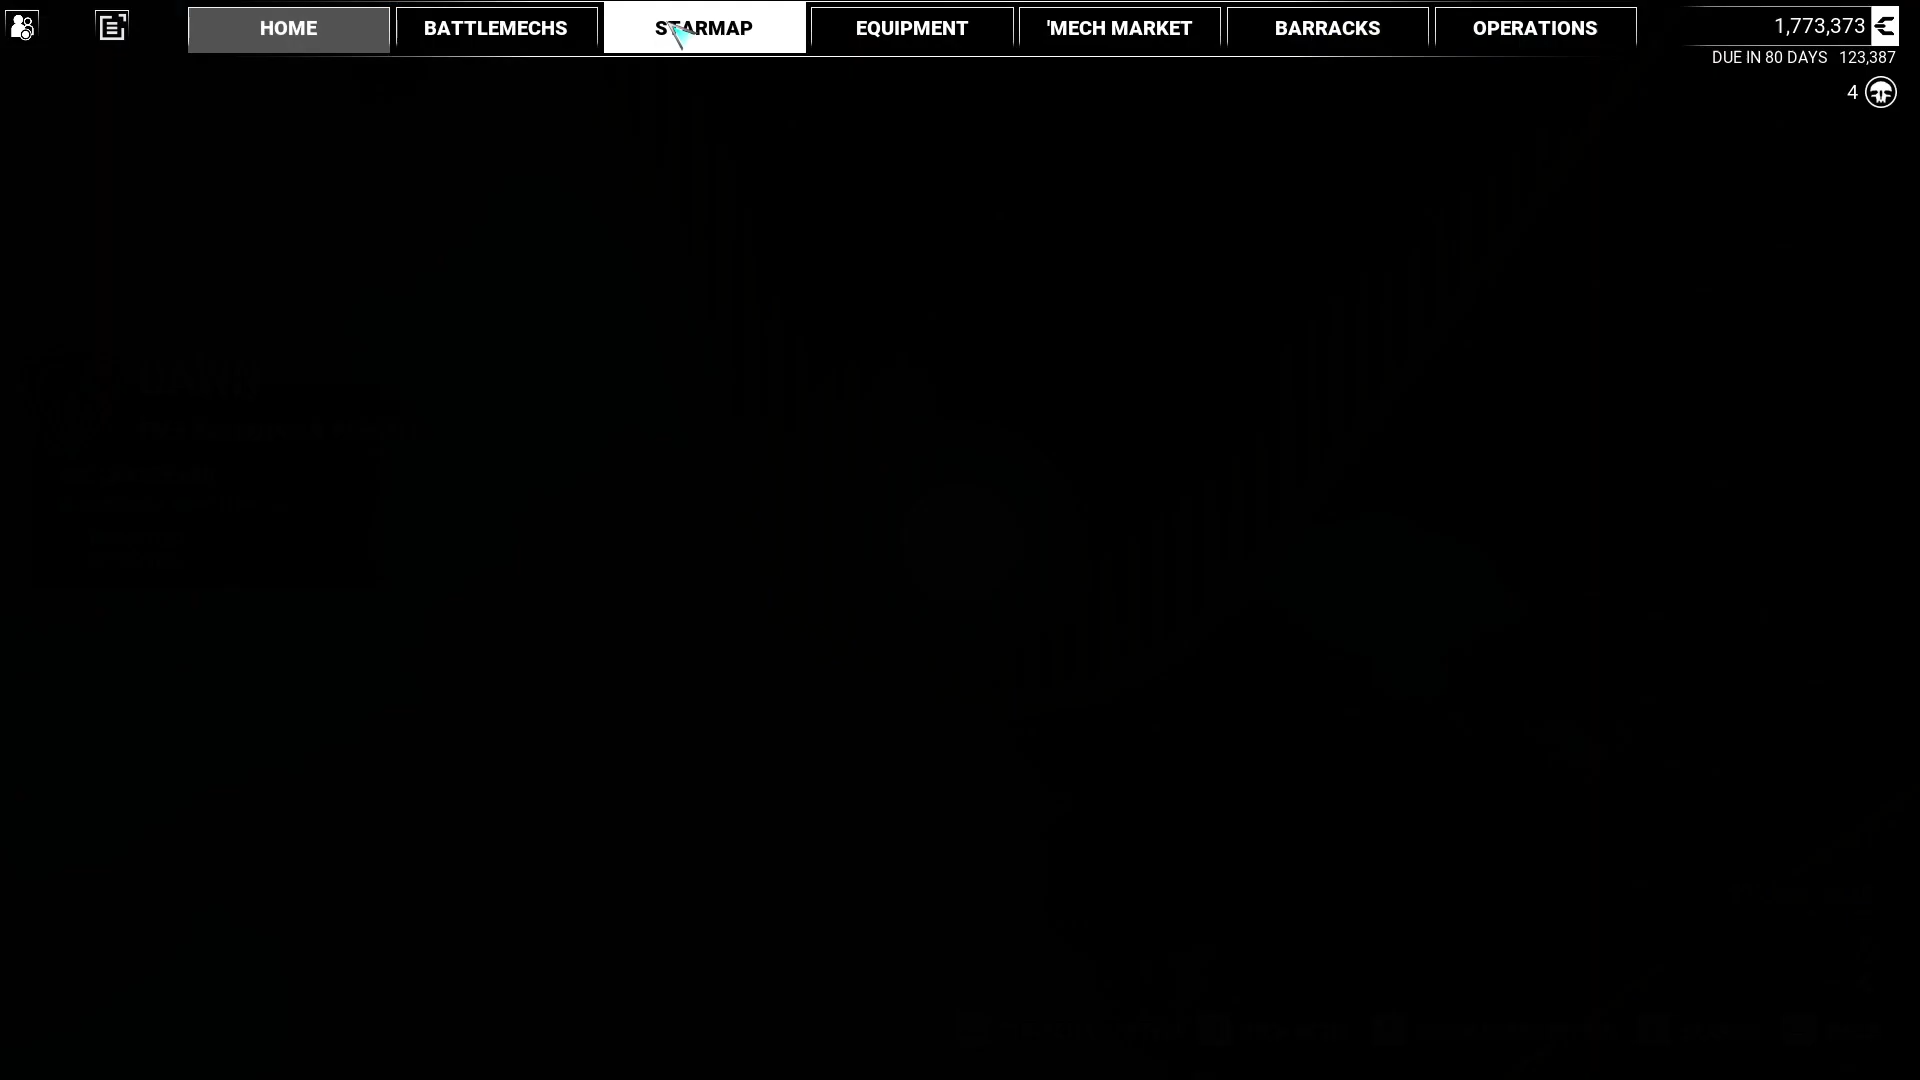 HOME
BATTLEMECHS
STARMAP
EQUIPMENT
'MECH MARKET
BARRACKS
OPERATIONS
1,773,373
DUE IN 80 DAYS 123,387
4